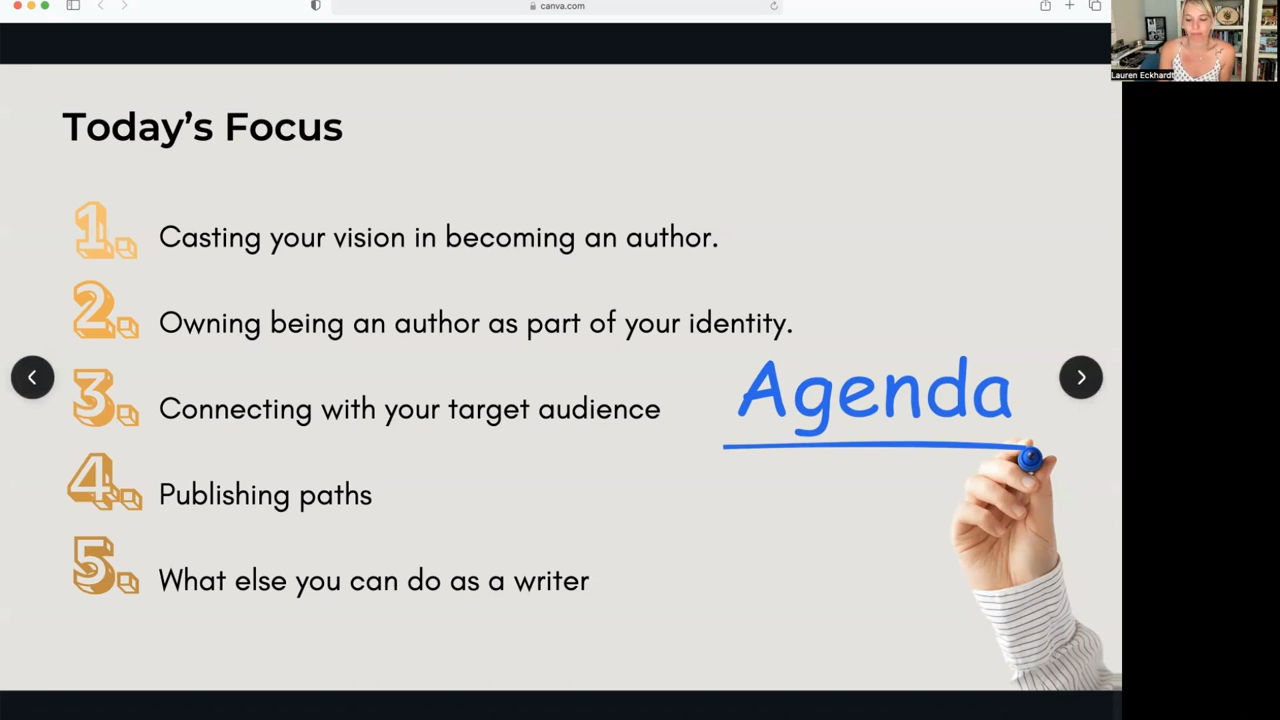 canva.com
Lauren Eckhardt
Today's Focus
1. Casting your vision in becoming an author.
2. Owning being an author as part of your identity.
3. Connecting with your target audience
Agenda
4. Publishing paths
5. What else you can do as a writer